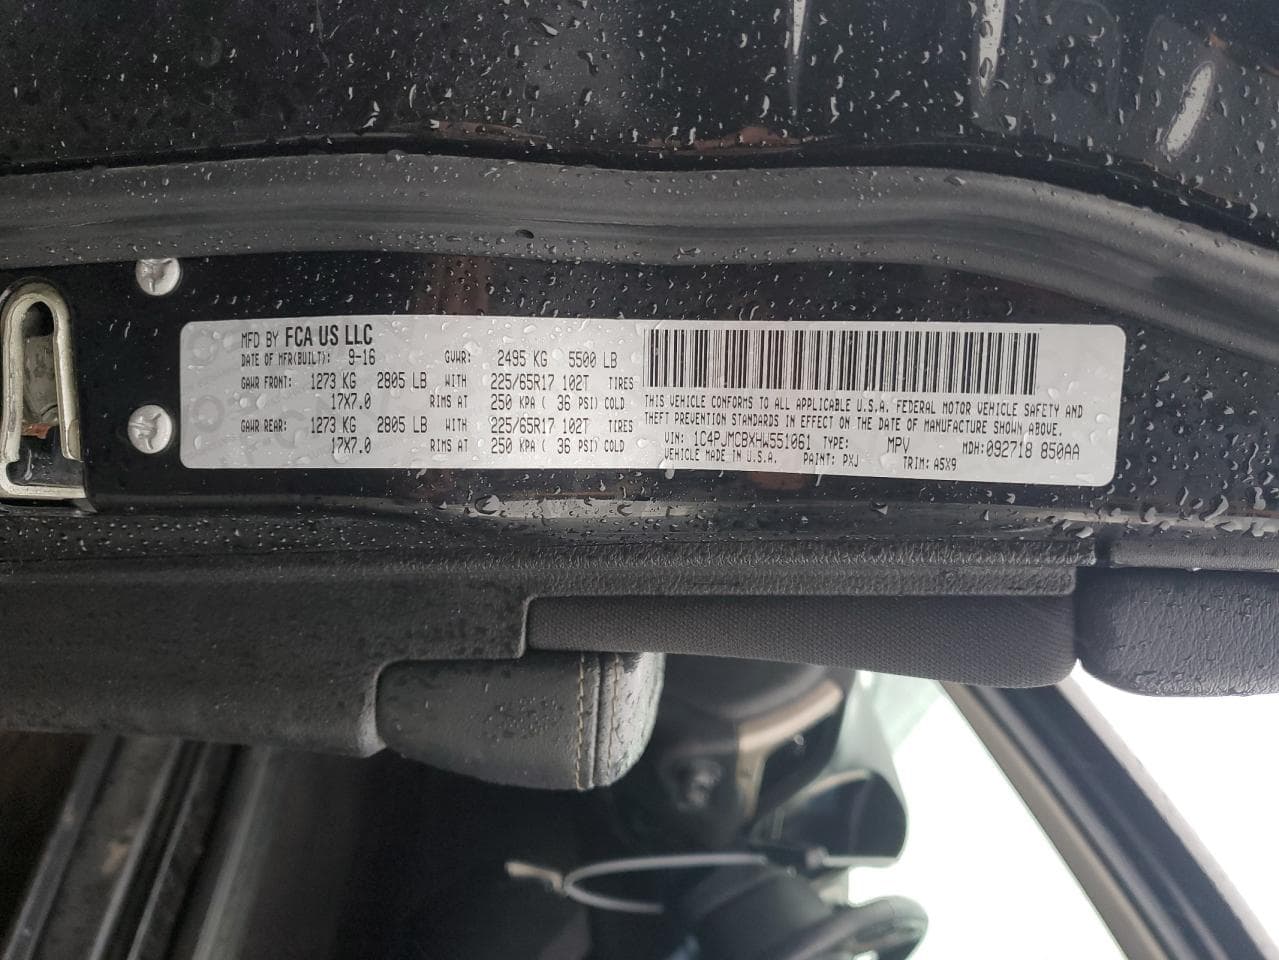 MFD BY FCA US LLC
DATE OF MFR(BUILT): 9-16 GVWR: 2495 KG 5500 LB
GAWR FRONT: 1273 KG 2805 LB WITH 225/65R17 102T TIRES
17X7.0 RIMS AT 250 KPA ( 36 PSI) COLD
GAWR REAR: 1273 KG 2805 LB WITH 225/65R17 102T TIRES
17X7.0 RIMS AT 250 KPA ( 36 PSI) COLD
THIS VEHICLE CONFORMS TO ALL APPLICABLE U.S.A. FEDERAL MOTOR VEHICLE SAFETY AND
THEFT PREVENTION STANDARDS IN EFFECT ON THE DATE OF MANUFACTURE SHOWN ABOVE.
VIN: 1C4PJMCBXHW551061 TYPE: MPV MDH: 092718 850AA
VEHICLE MADE IN U.S.A. PAINT: PXJ TRIM: A5X9